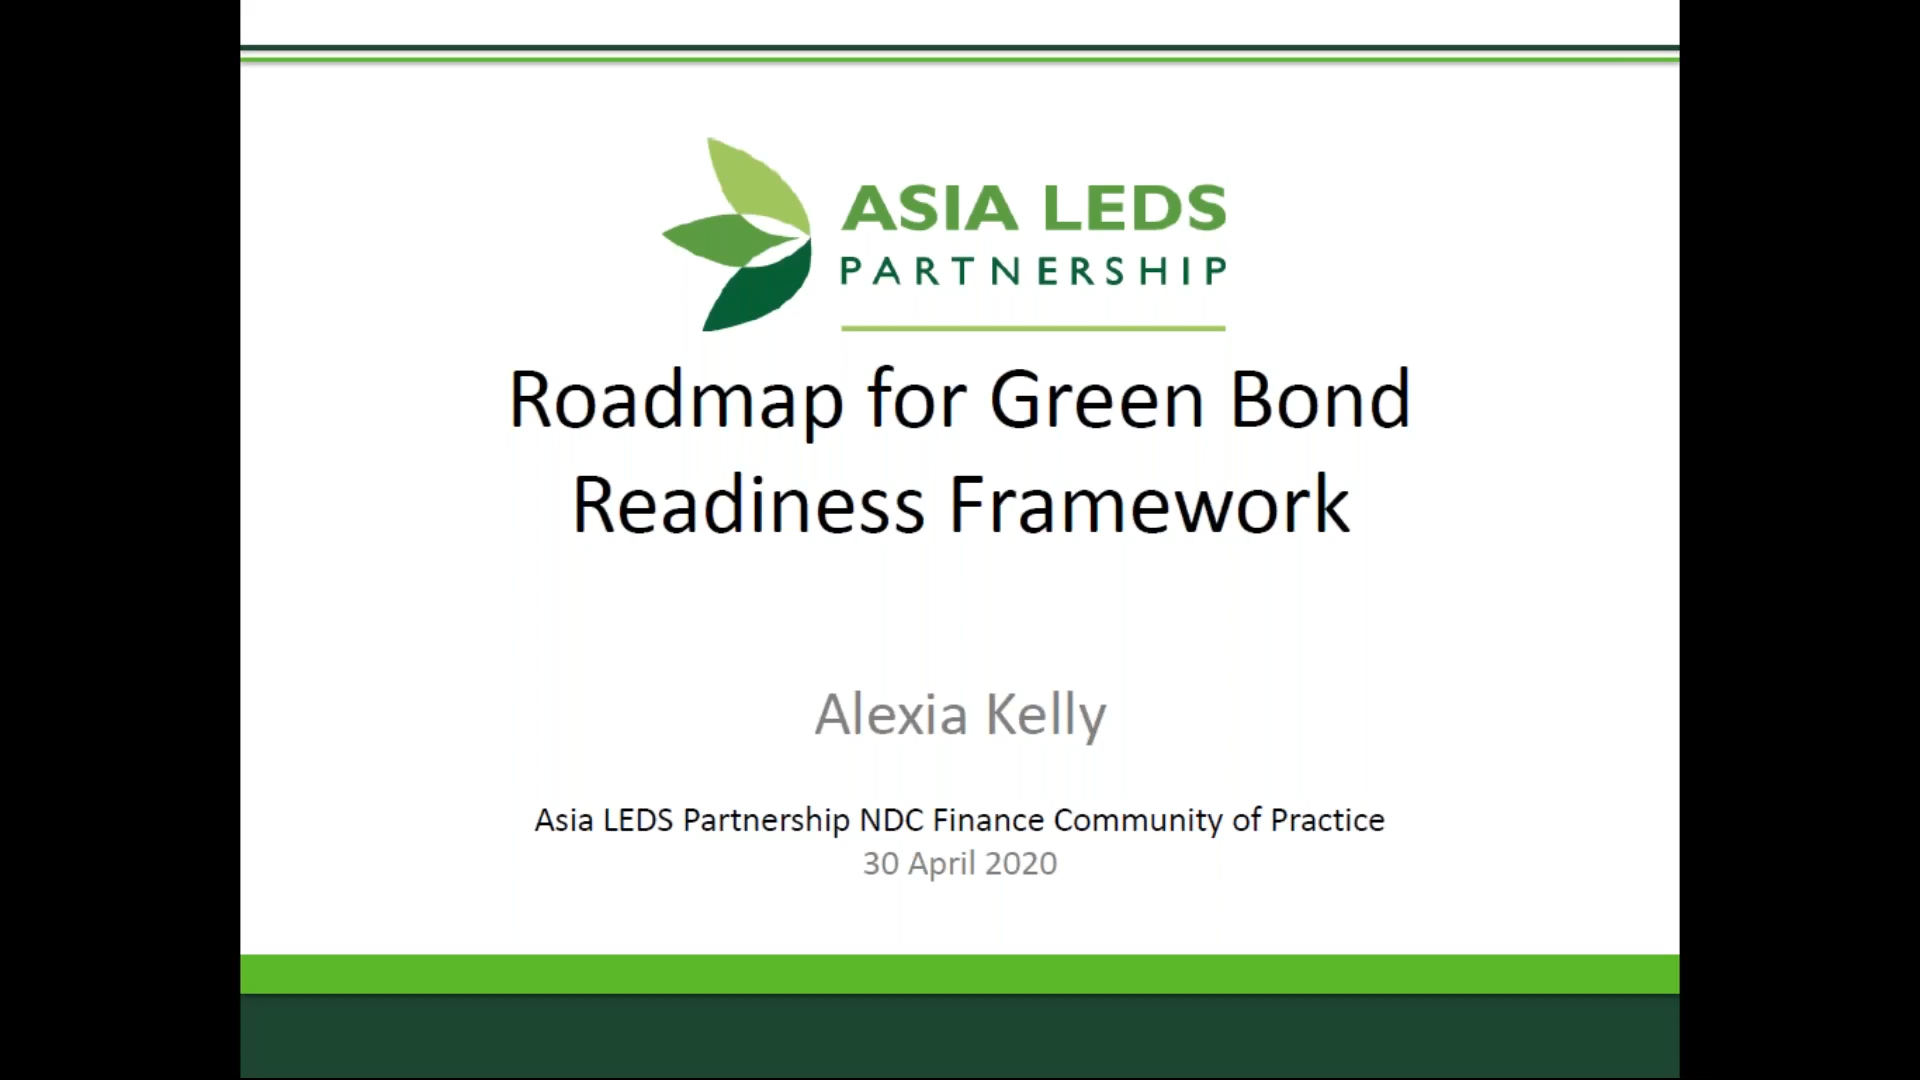 ASIA LEDS
PARTNERSHIP
Roadmap for Green Bond
Readiness Framework
Alexia Kelly
Asia LEDS Partnership NDC Finance Community of Practice
30 April 2020